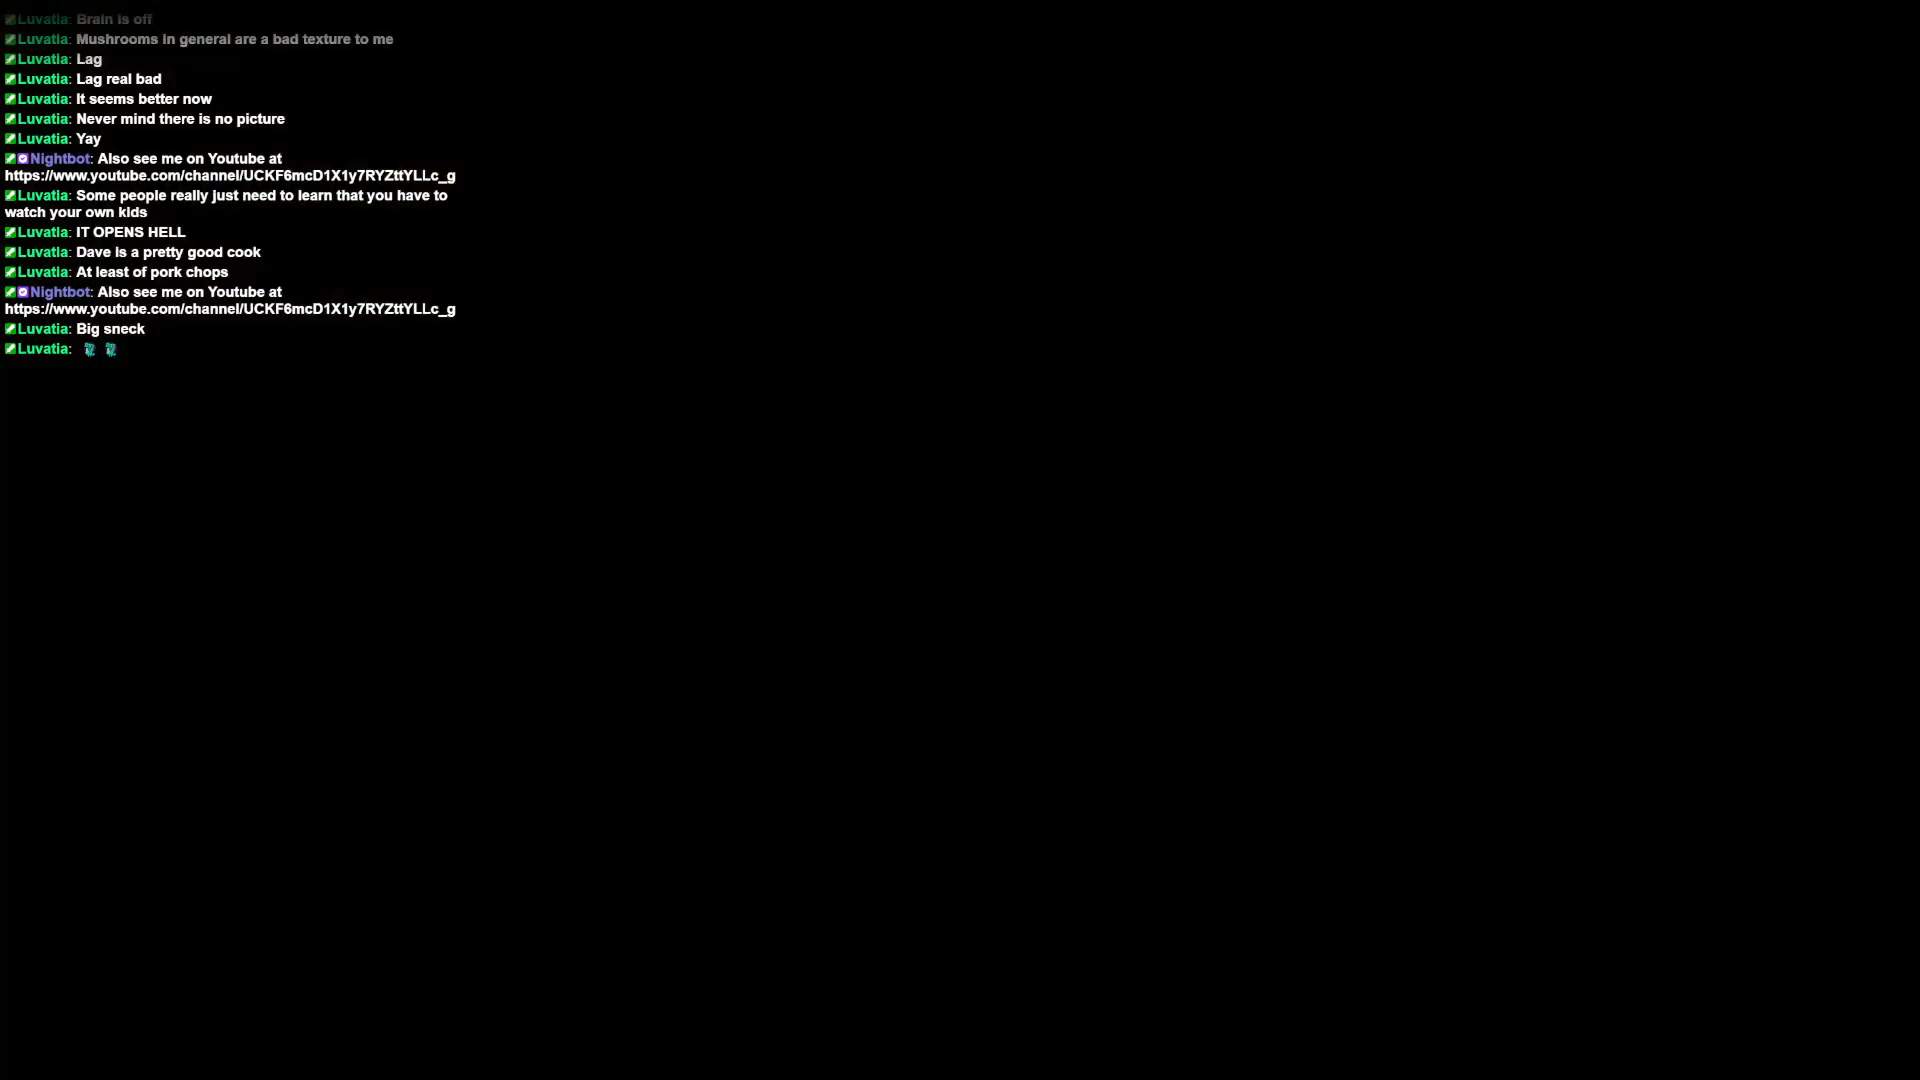 Luvatia: Brain is off
Luvatia: Mushrooms in general are a bad texture to me
Luvatia: Lag
Luvatia: Lag real bad
Luvatia: It seems better now
Luvatia: Never mind there is no picture
Luvatia: Yay
Nightbot: Also see me on Youtube at
https://www.youtube.com/channel/UCKF6mcD1X1y7RYZttYLLc_g
Luvatia: Some people really just need to learn that you have to
watch your own kids
Luvatia: IT OPENS HELL
Luvatia: Dave is a pretty good cook
Luvatia: At least of pork chops
Nightbot: Also see me on Youtube at
https://www.youtube.com/channel/UCKF6mcD1X1y7RYZttYLLc_g
Luvatia: Big sneck
Luvatia: